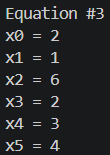 Equation #3
x0 = 2
x1 = 1
x2 = 6
x3 = 2
x4 = 3
x5 = 4